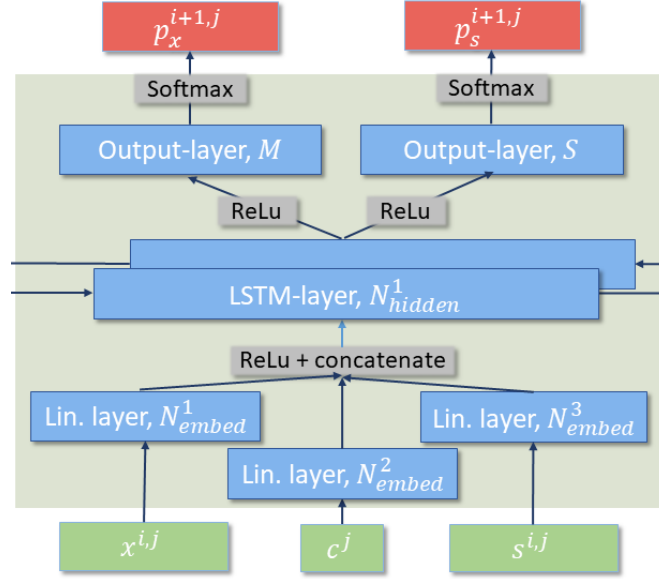 p_x^{i+1,j} p_s^{i+1,j}
Softmax Softmax
Output-layer, M Output-layer, S
ReLu ReLu
LSTM-layer, N_{hidden}^1
ReLu + concatenate
Lin. layer, N_{embed}^1 Lin. layer, N_{embed}^3
Lin. layer, N_{embed}^2
x^{i,j} c^j s^{i,j}